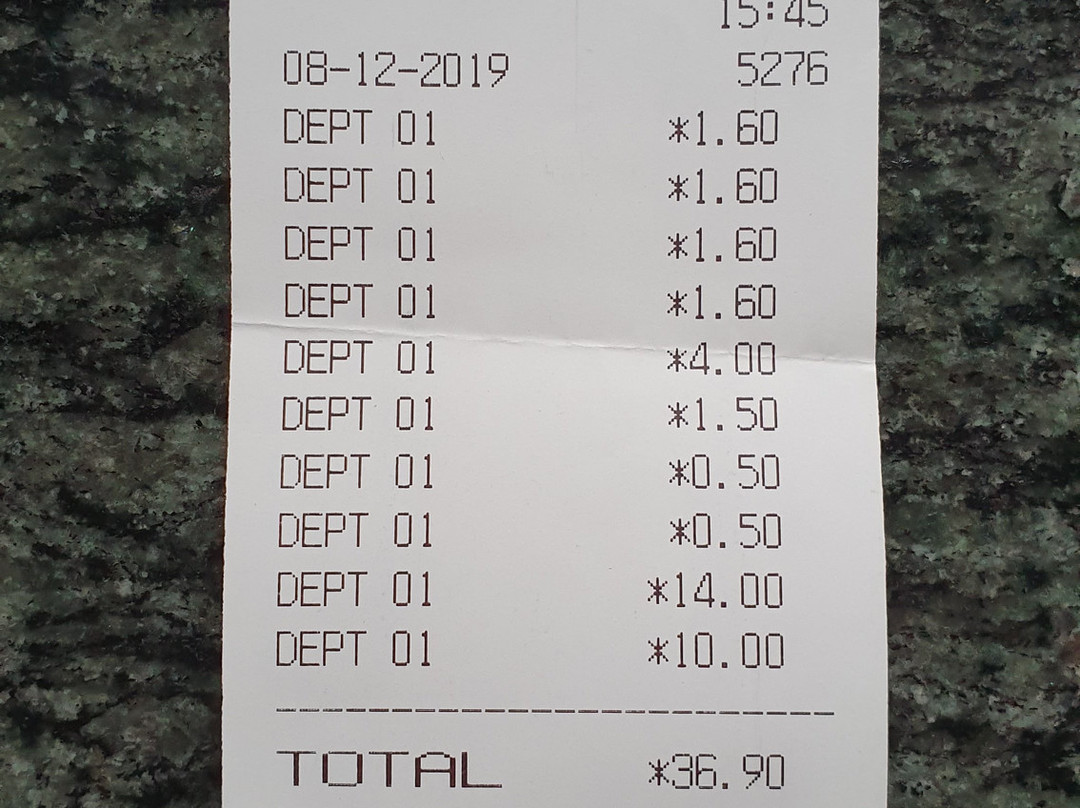 15:45
08-12-2019 5276
DEPT 01 *1.60
DEPT 01 *1.60
DEPT 01 *1.60
DEPT 01 *1.60
DEPT 01 *4.00
DEPT 01 *1.50
DEPT 01 *0.50
DEPT 01 *0.50
DEPT 01 *14.00
DEPT 01 *10.00
TOTAL *36.90